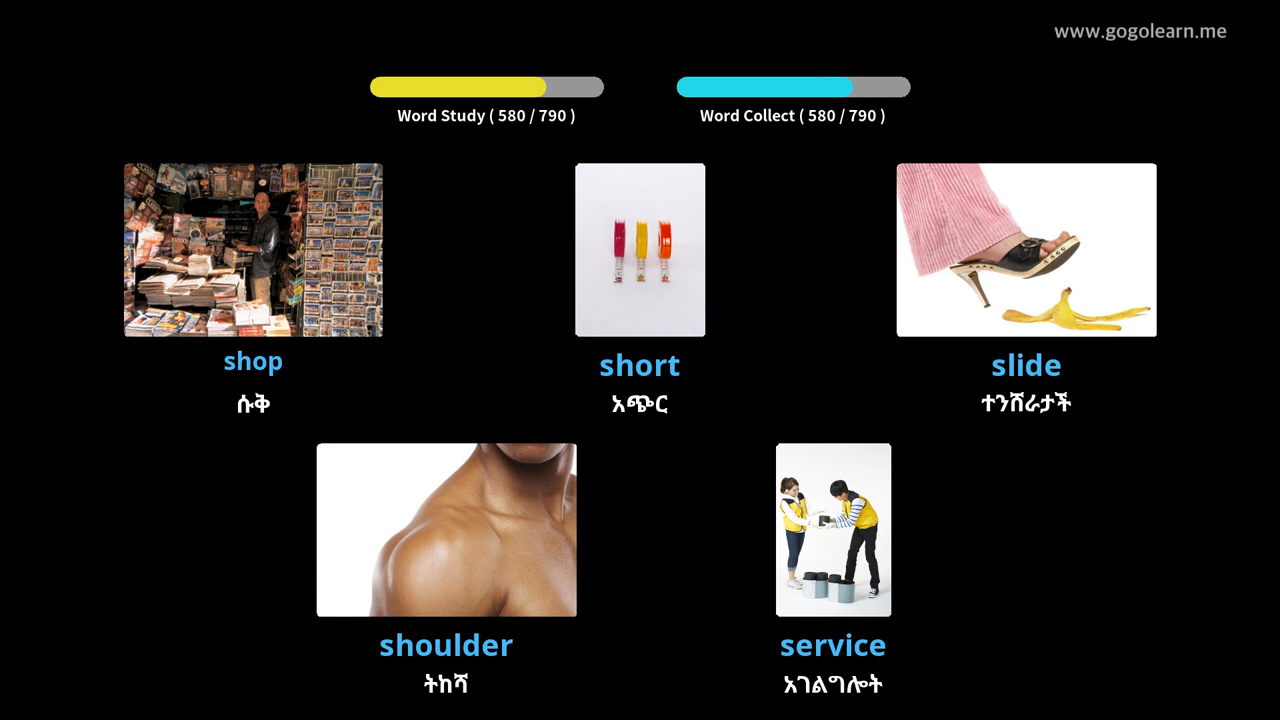 www.gogolearn.me
Word Study ( 580 / 790 )
Word Collect ( 580 / 790 )
shop
ሱቅ
short
አጭር
slide
ተንሸራታች
shoulder
ትከሻ
service
አገልግሎት